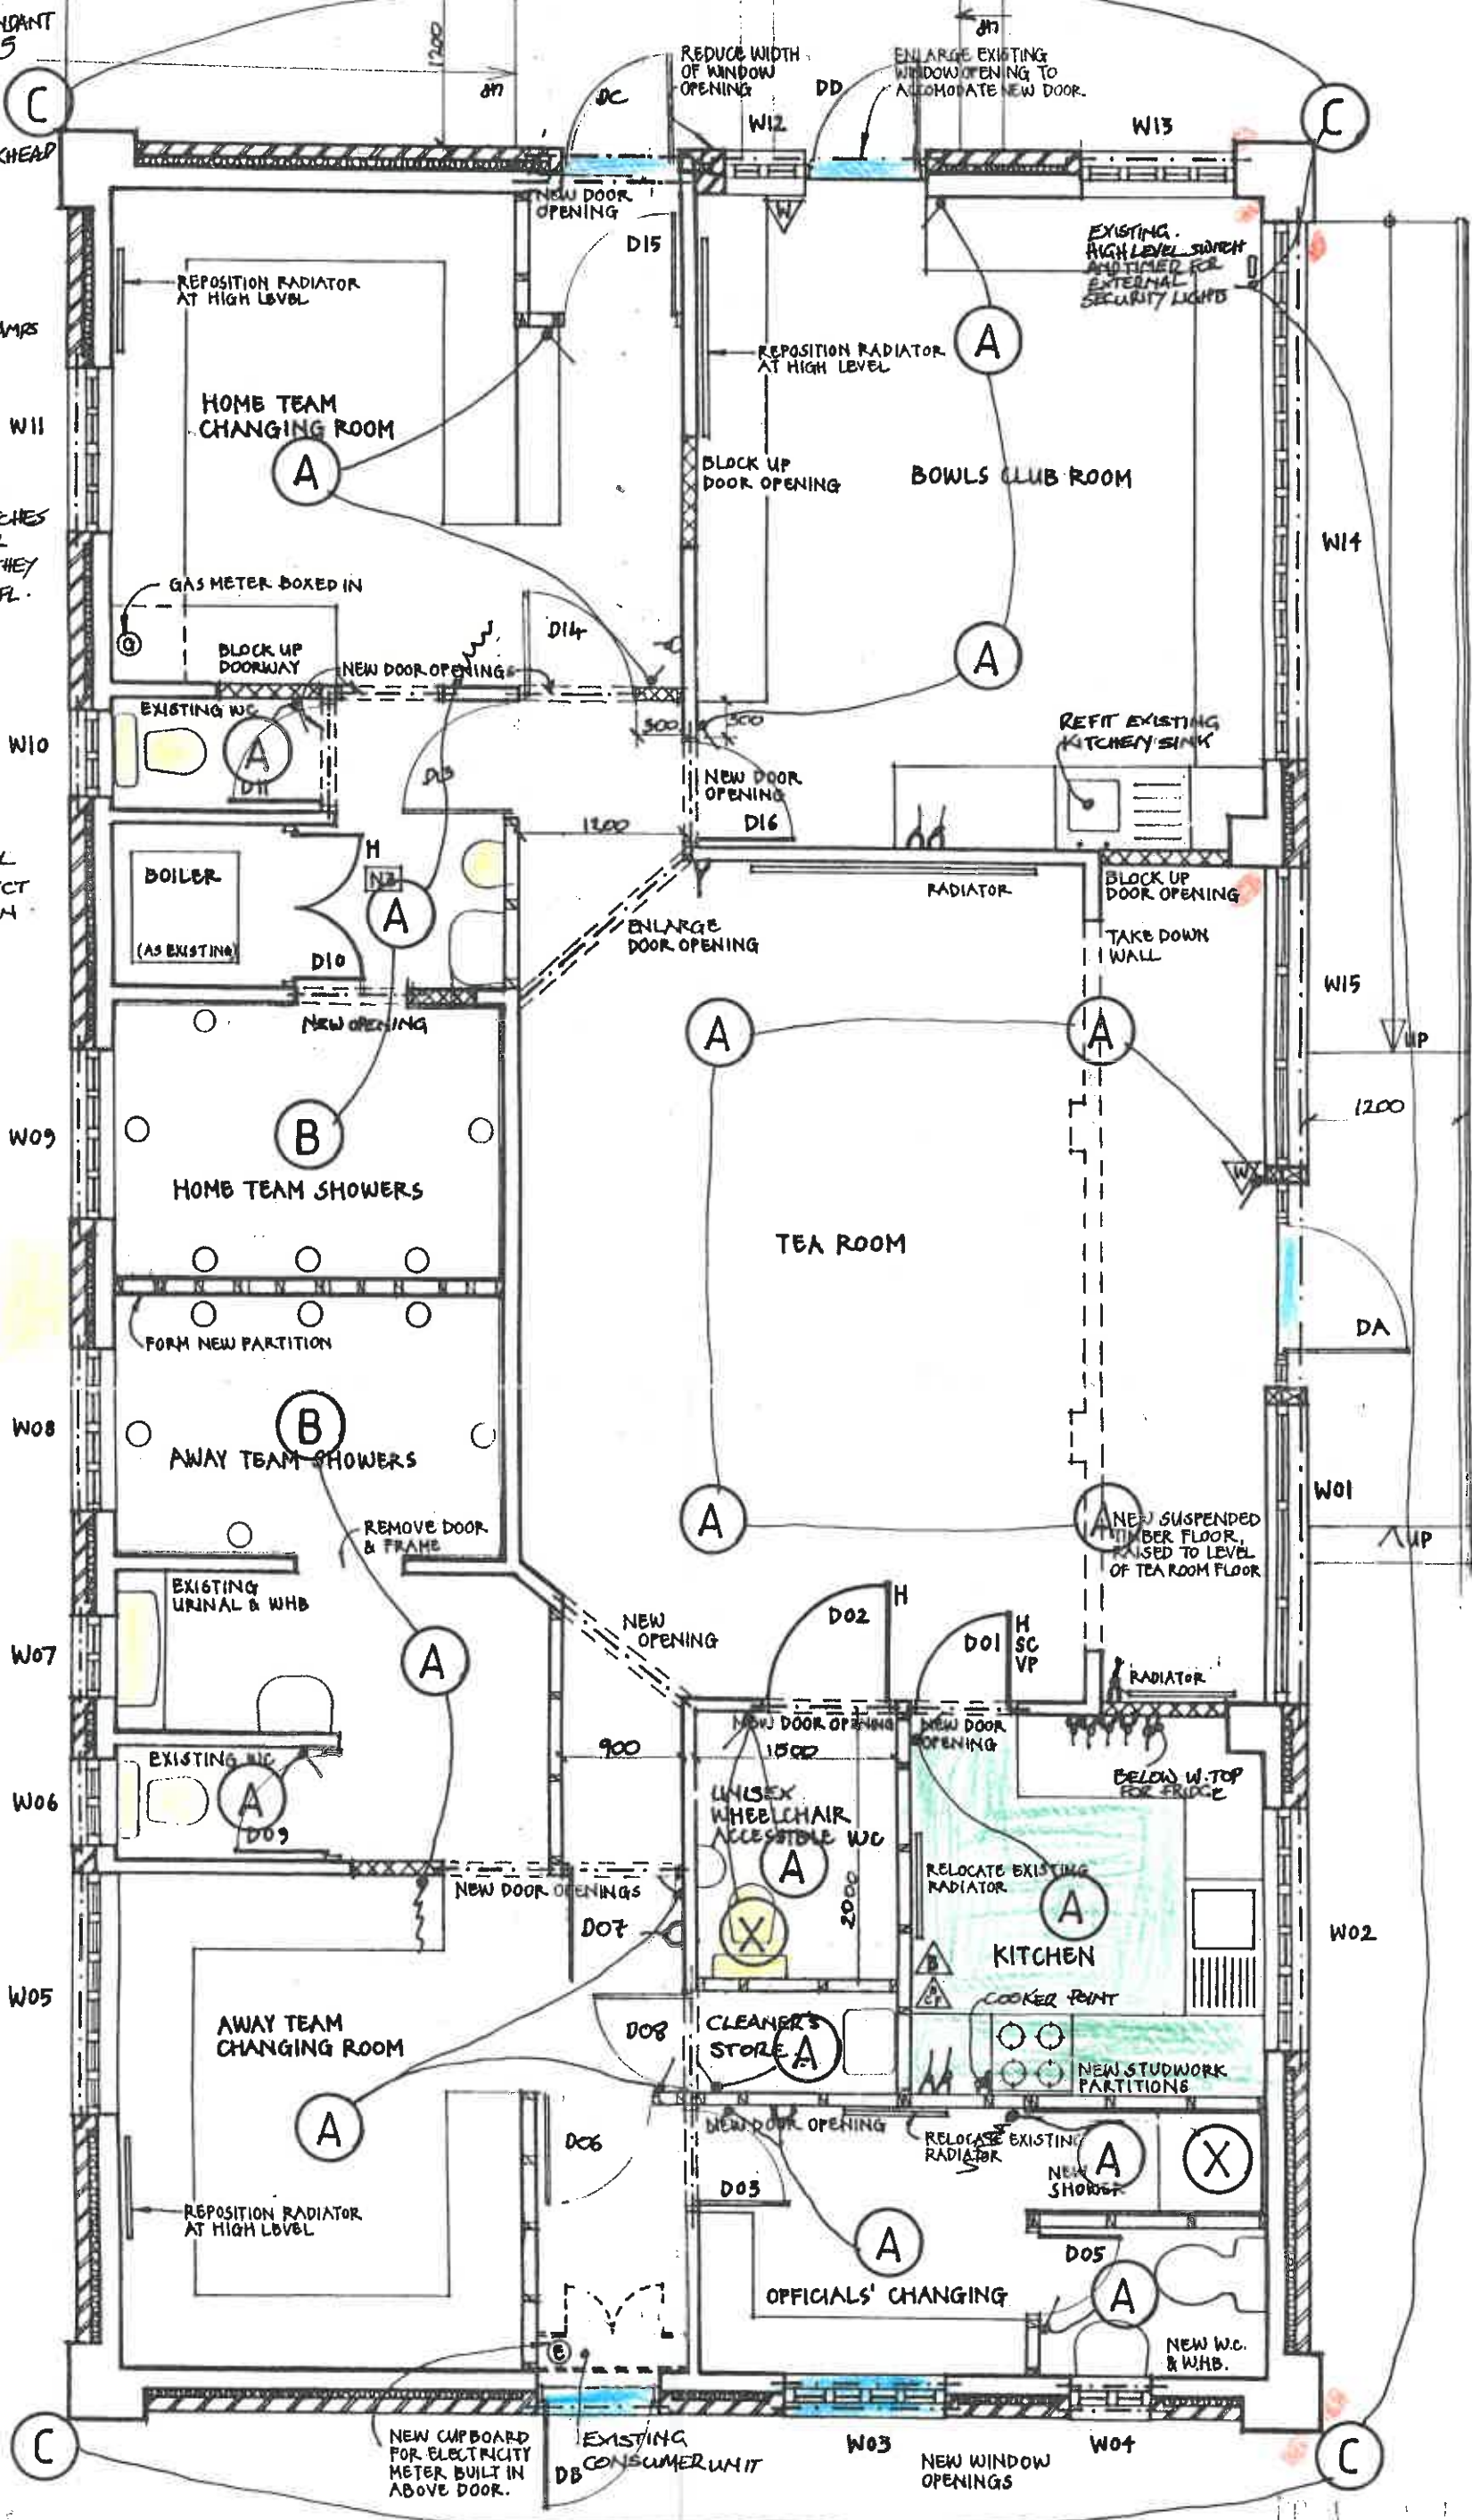 1200
UP
UP
C
DC
REDUCE WIDTH
OF WINDOW
OPENING
DD
ENLARGE EXISTING
WINDOW OPENING TO
ACCOMODATE NEW DOOR.
W12
W13
C
NEW DOOR
OPENING
D15
W
EXISTING.
HIGH LEVEL SWITCH
AND TIMER FOR
EXTERNAL
SECURITY LIGHTS
REPOSITION RADIATOR
AT HIGH LEVEL
A
REPOSITION RADIATOR
AT HIGH LEVEL
HOME TEAM
CHANGING ROOM
W11
A
BLOCK UP
DOOR OPENING
BOWLS CLUB ROOM
W14
THEY
GAS METER BOXED IN
G
D14
BLOCK UP
DOORWAY
NEW DOOR OPENINGS
A
EXISTING WC
A
D11
W10
D13
300
300
REFIT EXISTING
KITCHEN SINK
NEW DOOR
OPENING
D16
1200
H
N3
BOILER
(AS EXISTING)
A
D10
RADIATOR
BLOCK UP
DOOR OPENING
ENLARGE
DOOR OPENING
TAKE DOWN
WALL
W15
NEW OPENING
A
A
UP
1200
W09
B
HOME TEAM SHOWERS
W
TEA ROOM
DA
FORM NEW PARTITION
W08
B
AWAY TEAM SHOWERS
W01
A
A
NEW SUSPENDED
TIMBER FLOOR,
RAISED TO LEVEL
OF TEA ROOM FLOOR
UP
REMOVE DOOR
& FRAME
EXISTING
URINAL & WHB
NEW
OPENING
D02
H
D01
H
SC
VP
W07
A
RADIATOR
NEW DOOR OPENING
NEW DOOR
OPENING
900
1500
EXISTING WC
A
D09
W06
BELOW W.TOP
FOR FRIDGE
UNISEX
WHEELCHAIR
ACCESSIBLE WC
A
2000
RELOCATE EXISTING
RADIATOR
A
NEW DOOR OPENINGS
D07
X
KITCHEN
W02
B
W05
COOKER POINT
AWAY TEAM
CHANGING ROOM
D08
CLEANER'S
STORE
A
NEW STUDWORK
PARTITIONS
A
D06
NEW DOOR OPENING
RELOCATE EXISTING
RADIATOR
A
X
NEW
SHOWER
D03
REPOSITION RADIATOR
AT HIGH LEVEL
A
D05
OFFICIALS' CHANGING
A
NEW W.C.
& W.H.B.
E
C
NEW CUPBOARD
FOR ELECTRICITY
METER BUILT IN
ABOVE DOOR.
EXISTING
CONSUMER UNIT
DB
W03
W04
NEW WINDOW
OPENINGS
C